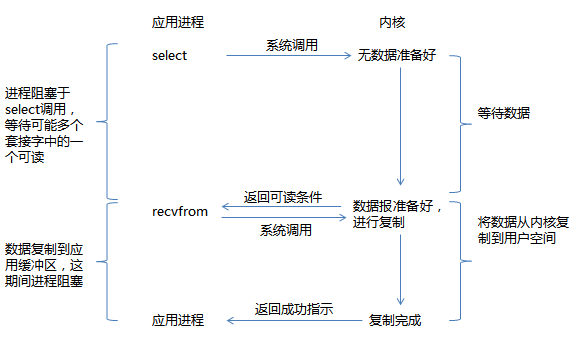 应用进程
内核
select
系统调用
无数据准备好
进程阻塞于
select调用，
等待可能多个
套接字中的一
个可读
等待数据
返回可读条件
recvfrom
系统调用
数据报准备好，
进行复制
将数据从内核复
制到用户空间
数据复制到应
用缓冲区，这
期间进程阻塞
应用进程
返回成功指示
复制完成